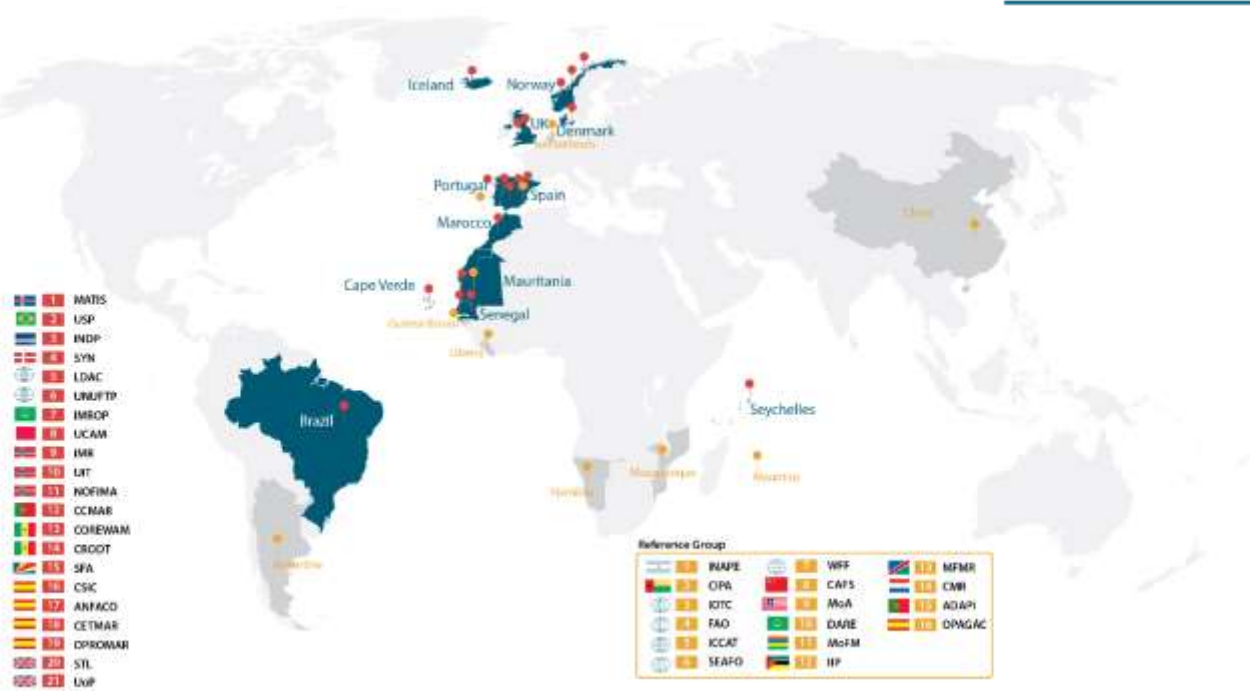 Iceland
Norway
UK
Denmark
Netherlands
Portugal
Spain
Marocco
China
Cape Verde
Mauritania
Senegal
Guinea Bissau
Liberia
Brazil
Seychelles
Mozambique
Mauritius
Namibia
Argentina
1 MATIS
2 USP
3 INDP
4 SYN
5 LDAC
6 UNUFTP
7 IMROP
8 UCAM
9 IMR
10 UIT
11 NOFIMA
12 CCMAR
13 COREWAM
14 CRODT
15 SFA
16 CSIC
17 ANFACO
18 CETMAR
19 OPROMAR
20 STL
21 UoP
Reference Group
1 INAPE
2 CIPA
3 IOTC
4 FAO
5 ICCAT
6 SEAFO
7 WFF
8 CAFS
9 MoA
10 DARE
11 MoFM
12 IIP
13 MFMR
14 CMR
15 ADAPI
16 OPAGAC